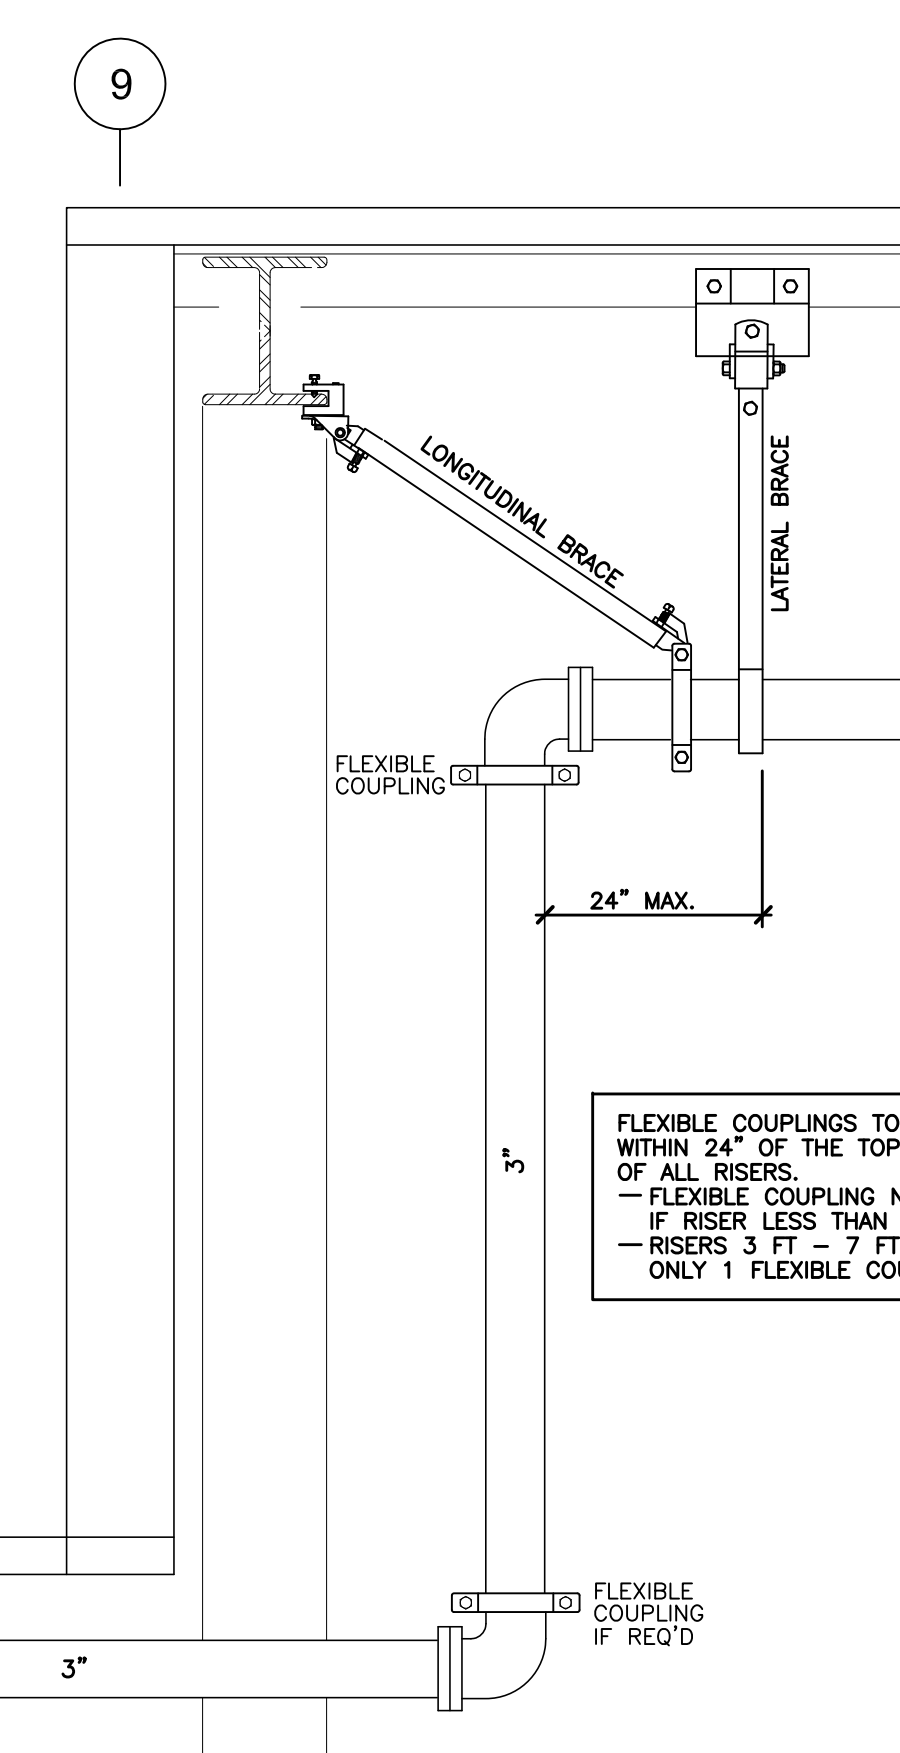 9
LONGITUDINAL BRACE
LATERAL BRACE
FLEXIBLE
COUPLING
24" MAX.
3"
FLEXIBLE COUPLINGS TO
WITHIN 24" OF THE TOP
OF ALL RISERS.
— FLEXIBLE COUPLING
IF RISER LESS THAN
— RISERS 3 FT – 7 FT
ONLY 1 FLEXIBLE
FLEXIBLE
COUPLING
IF REQ'D
3"